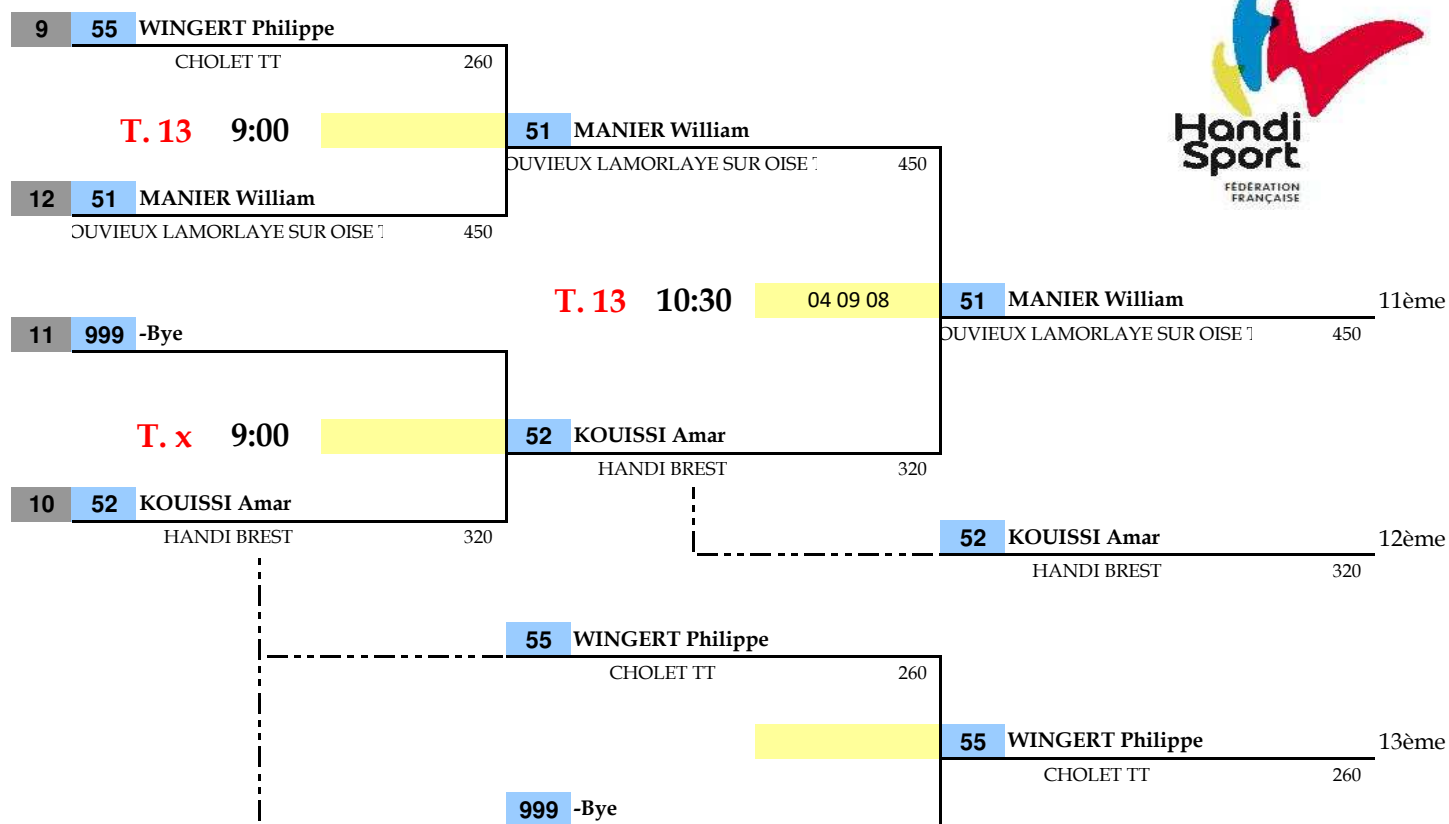 9 55 WINGERT Philippe
CHOLET TT 260
T. 13 9:00 51 MANIER William
OUVIEUX LAMORLAYE SUR OISE T 450
12 51 MANIER William
OUVIEUX LAMORLAYE SUR OISE T 450
Handi
Sport
FÉDÉRATION
FRANÇAISE
T. 13 10:30 04 09 08 51 MANIER William 11ème
OUVIEUX LAMORLAYE SUR OISE T 450
11 999 -Bye
T. x 9:00 52 KOUISSI Amar
HANDI BREST 320
10 52 KOUISSI Amar
HANDI BREST 320
52 KOUISSI Amar 12ème
HANDI BREST 320
55 WINGERT Philippe
CHOLET TT 260
55 WINGERT Philippe 13ème
CHOLET TT 260
999 -Bye